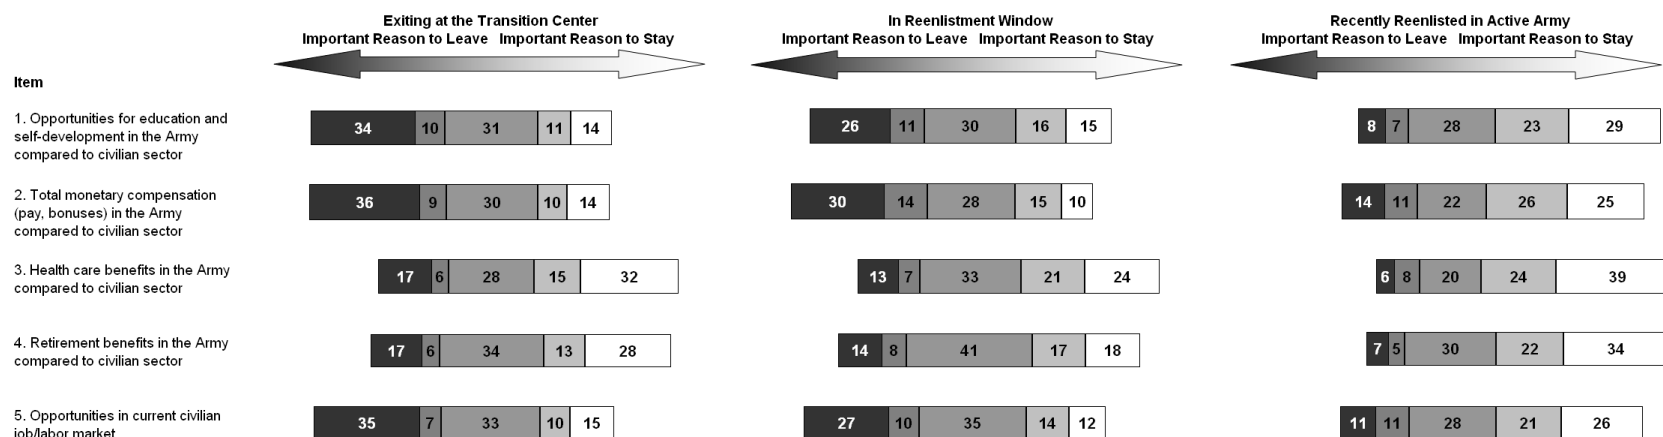 Exiting at the Transition Center
Important Reason to Leave Important Reason to Stay
In Reenlistment Window
Important Reason to Leave Important Reason to Stay
Recently Reenlisted in Active Army
Important Reason to Leave Important Reason to Stay
Item
1. Opportunities for education and
self-development in the Army
compared to civilian sector
34 10 31 11 14
26 11 30 16 15
8 7 28 23 29
2. Total monetary compensation
(pay, bonuses) in the Army
compared to civilian sector
36 9 30 10 14
30 14 28 15 10
14 11 22 26 25
3. Health care benefits in the Army
compared to civilian sector
17 6 28 15 32
13 7 33 21 24
6 8 20 24 39
4. Retirement benefits in the Army
compared to civilian sector
17 6 34 13 28
14 8 41 17 18
7 5 30 22 34
5. Opportunities in current civilian
job/labor market
35 7 33 10 15
27 10 35 14 12
11 11 28 21 26